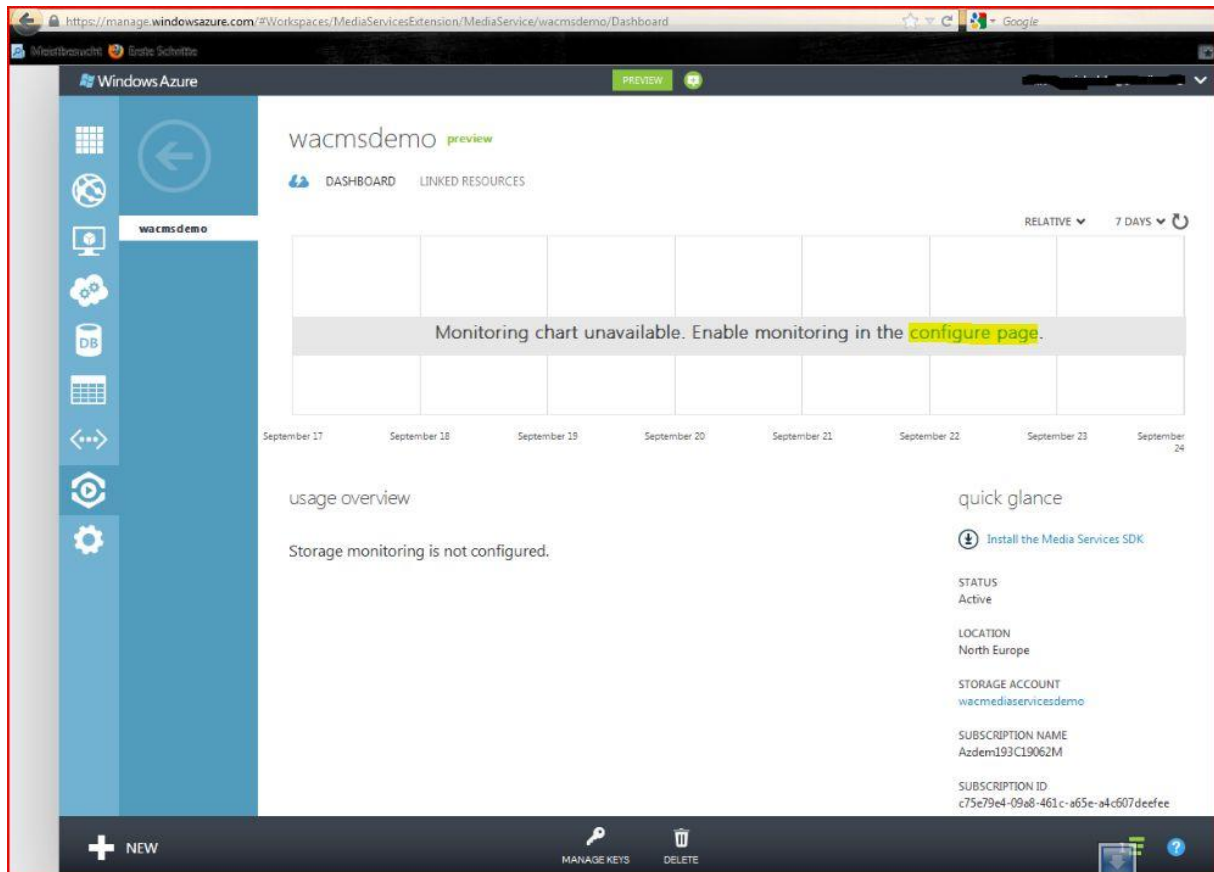 https://manage.windowsazure.com/#Workspaces/MediaServicesExtension/MediaService/wacmsdemo/Dashboard
Google
Meistbesucht Erste Schritte
Windows Azure
PREVIEW
wacmsdemo preview
DASHBOARD LINKED RESOURCES
wacmsdemo
RELATIVE 7 DAYS
Monitoring chart unavailable. Enable monitoring in the configure page.
September 17 September 18 September 19 September 20 September 21 September 22 September 23 September
24
DB
usage overview
Storage monitoring is not configured.
quick glance
Install the Media Services SDK
STATUS
Active
LOCATION
North Europe
STORAGE ACCOUNT
wacmediaservicesdemo
SUBSCRIPTION NAME
Azdem193C19062M
SUBSCRIPTION ID
c75e79e4-09a8-461c-a65e-a4c607deefee
NEW
MANAGE KEYS DELETE
?